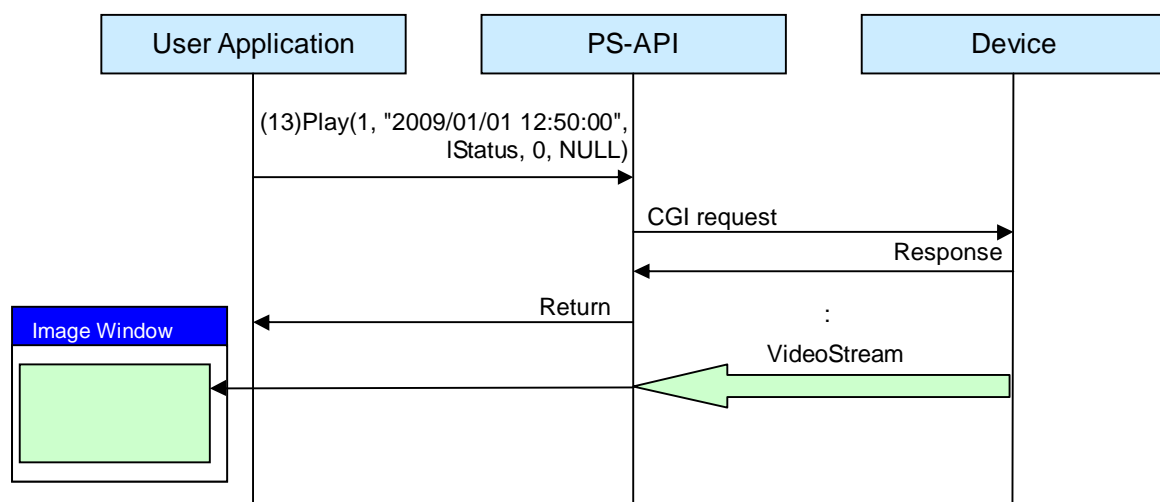 User Application
PS-API
Device
(13)Play(1, "2009/01/01 12:50:00",
lStatus, 0, NULL)
CGI request
Response
Return
:
Image Window
VideoStream